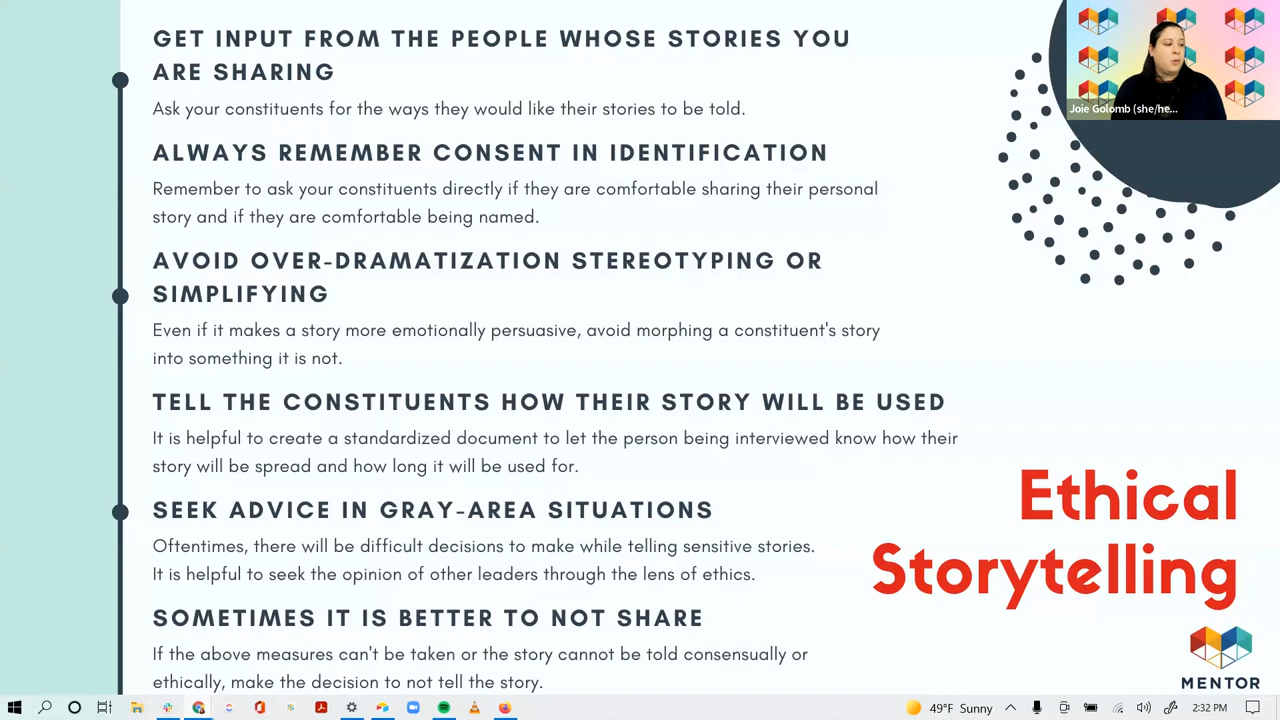 GET INPUT FROM THE PEOPLE WHOSE STORIES YOU
ARE SHARING
Ask your constituents for the ways they would like their stories to be told.
ALWAYS REMEMBER CONSENT IN IDENTIFICATION
Remember to ask your constituents directly if they are comfortable sharing their personal
story and if they are comfortable being named.
AVOID OVER-DRAMATIZATION STEREOTYPING OR
SIMPLIFYING
Even if it makes a story more emotionally persuasive, avoid morphing a constituent's story
into something it is not.
TELL THE CONSTITUENTS HOW THEIR STORY WILL BE USED
It is helpful to create a standardized document to let the person being interviewed know how their
story will be spread and how long it will be used for.
SEEK ADVICE IN GRAY-AREA SITUATIONS
Oftentimes, there will be difficult decisions to make while telling sensitive stories.
It is helpful to seek the opinion of other leaders through the lens of ethics.
SOMETIMES IT IS BETTER TO NOT SHARE
If the above measures can't be taken or the story cannot be told consensually or
ethically, make the decision to not tell the story.
Joie Golomb (she/he...
Ethical
Storytelling
MENTOR
49°F Sunny
2:32 PM